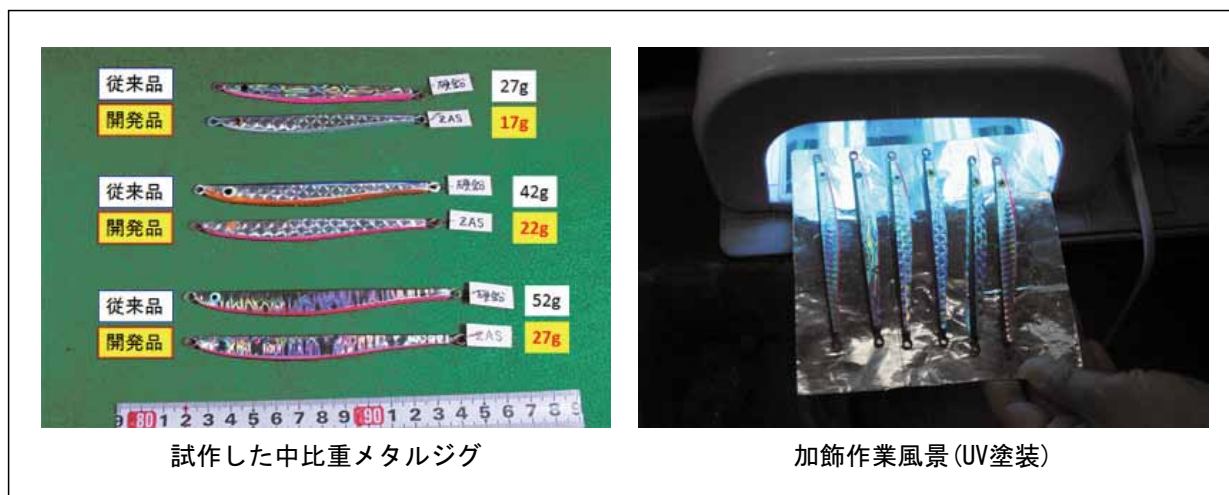 従来品 硬鉛 27g
開発品 ZAS 17g
従来品 硬鉛 42g
開発品 ZAS 22g
従来品 硬鉛 52g
開発品 ZAS 27g
9 80 1 2 3 4 5 6 7 8 9 90 1 2 3 4 5 6 7 8 9
試作した中比重メタルジグ
加飾作業風景(UV塗装)